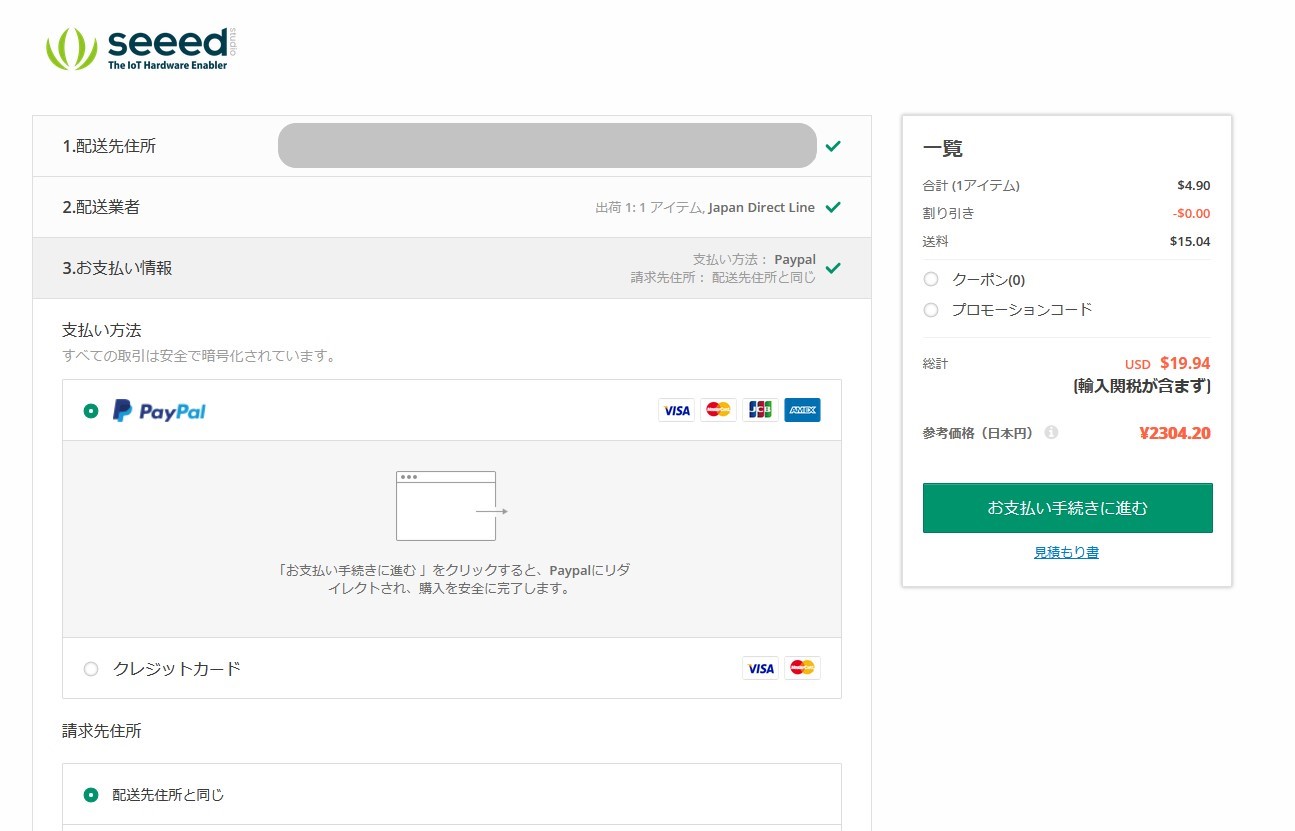 seeed studio
The IoT Hardware Enabler
1.配送先住所
2.配送業者
出荷 1: 1 アイテム, Japan Direct Line
3.お支払い情報
支払い方法： Paypal
請求先住所： 配送先住所と同じ
支払い方法
すべての取引は安全で暗号化されています。
PayPal
VISA
MasterCard
JCB
AMEX
「お支払い手続きに進む 」をクリックすると、Paypalにリダ
イレクトされ、購入を安全に完了します。
クレジットカード
VISA
MasterCard
請求先住所
配送先住所と同じ
一覧
合計 (1アイテム) $4.90
割り引き -$0.00
送料 $15.04
クーポン(0)
プロモーションコード
総計 USD $19.94
(輸入関税が含まず)
参考価格（日本円） ¥2304.20
お支払い手続きに進む
見積もり書